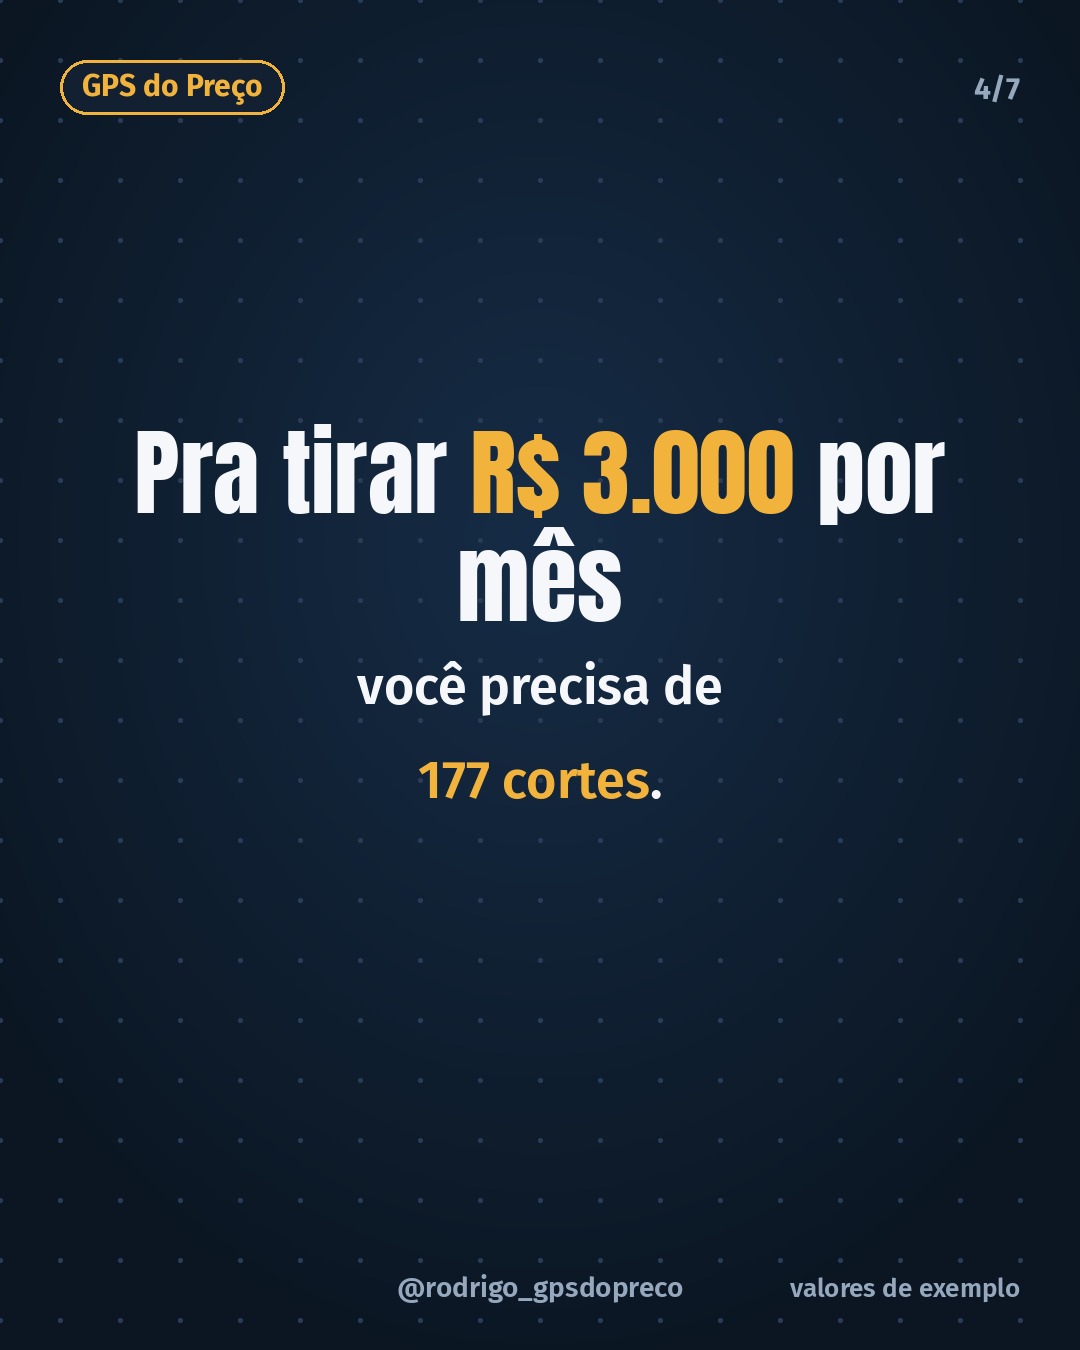 GPS do Preço
4/7
Pra tirar R$ 3.000 por
mês
você precisa de
177 cortes.
@rodrigo_gpsdopreco
valores de exemplo